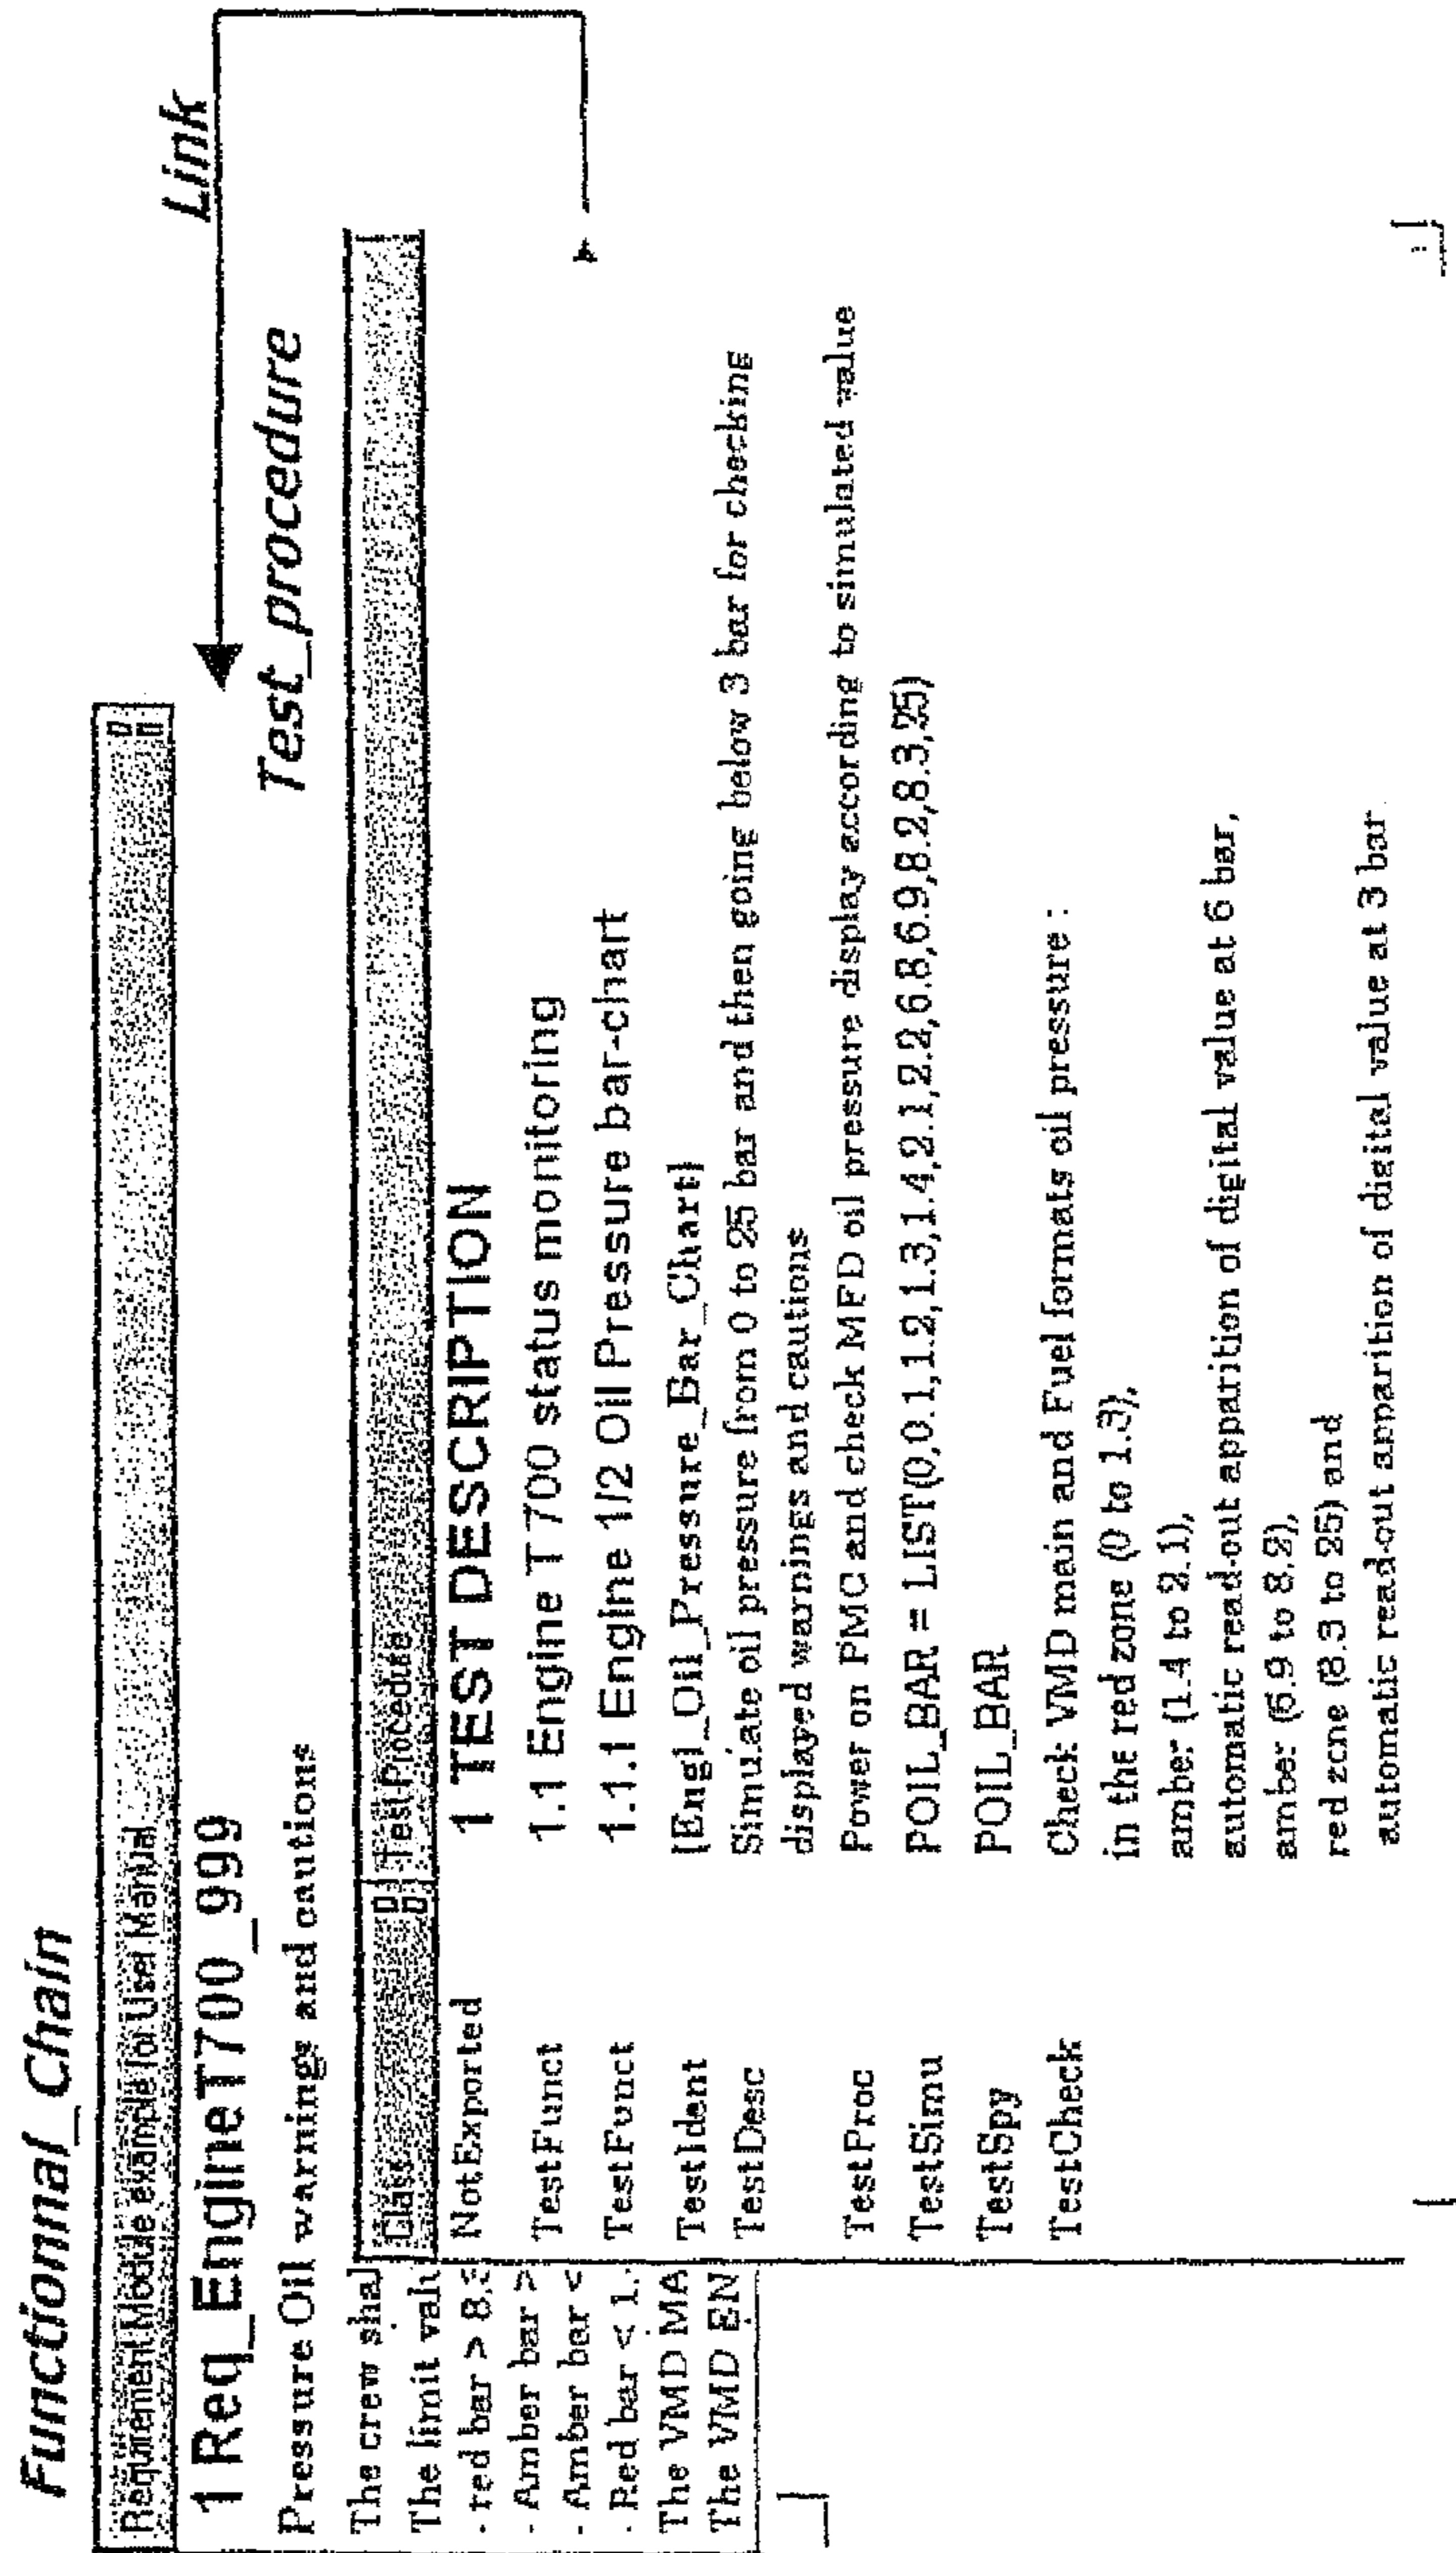 Functionnal_Chain
Requirement Module example for User Manual
Link
1 Req_EngineT700_999
Pressure Oil warnings and cautions
Test_procedure
The crew shal
The limit valu
- red bar > 8.2
- Amber bar >
- Amber bar <
- Red bar < 1.
The VMD MA
The VMD EN
Class
TestProcedure
NotExported
1 TEST DESCRIPTION
TestFunct
1.1 Engine T 700 status monitoring
TestFunct
1.1.1 Engine 1/2 Oil Pressure bar-chart
TestIdent
[Eng1_Oil_Pressure_Bar_Chart]
TestDesc
Simulate oil pressure from 0 to 25 bar and then going below 3 bar for checking
displayed warnings and cautions
TestProc
Power on PMC and check MFD oil pressure display according to simulated value
TestSimu
POIL_BAR = LIST(0,0.1,1.2,1.3,1.4,2.1,2.2,6.8,6.9,8.2,8.3,25)
TestSpy
POIL_BAR
TestCheck
Check VMD main and Fuel formats oil pressure :
in the red zone (0 to 1.3),
amber (1.4 to 2.1),
automatic read-out apparition of digital value at 6 bar,
amber (6.9 to 8.2),
red zone (8.3 to 25) and
automatic read-out apparition of digital value at 3 bar